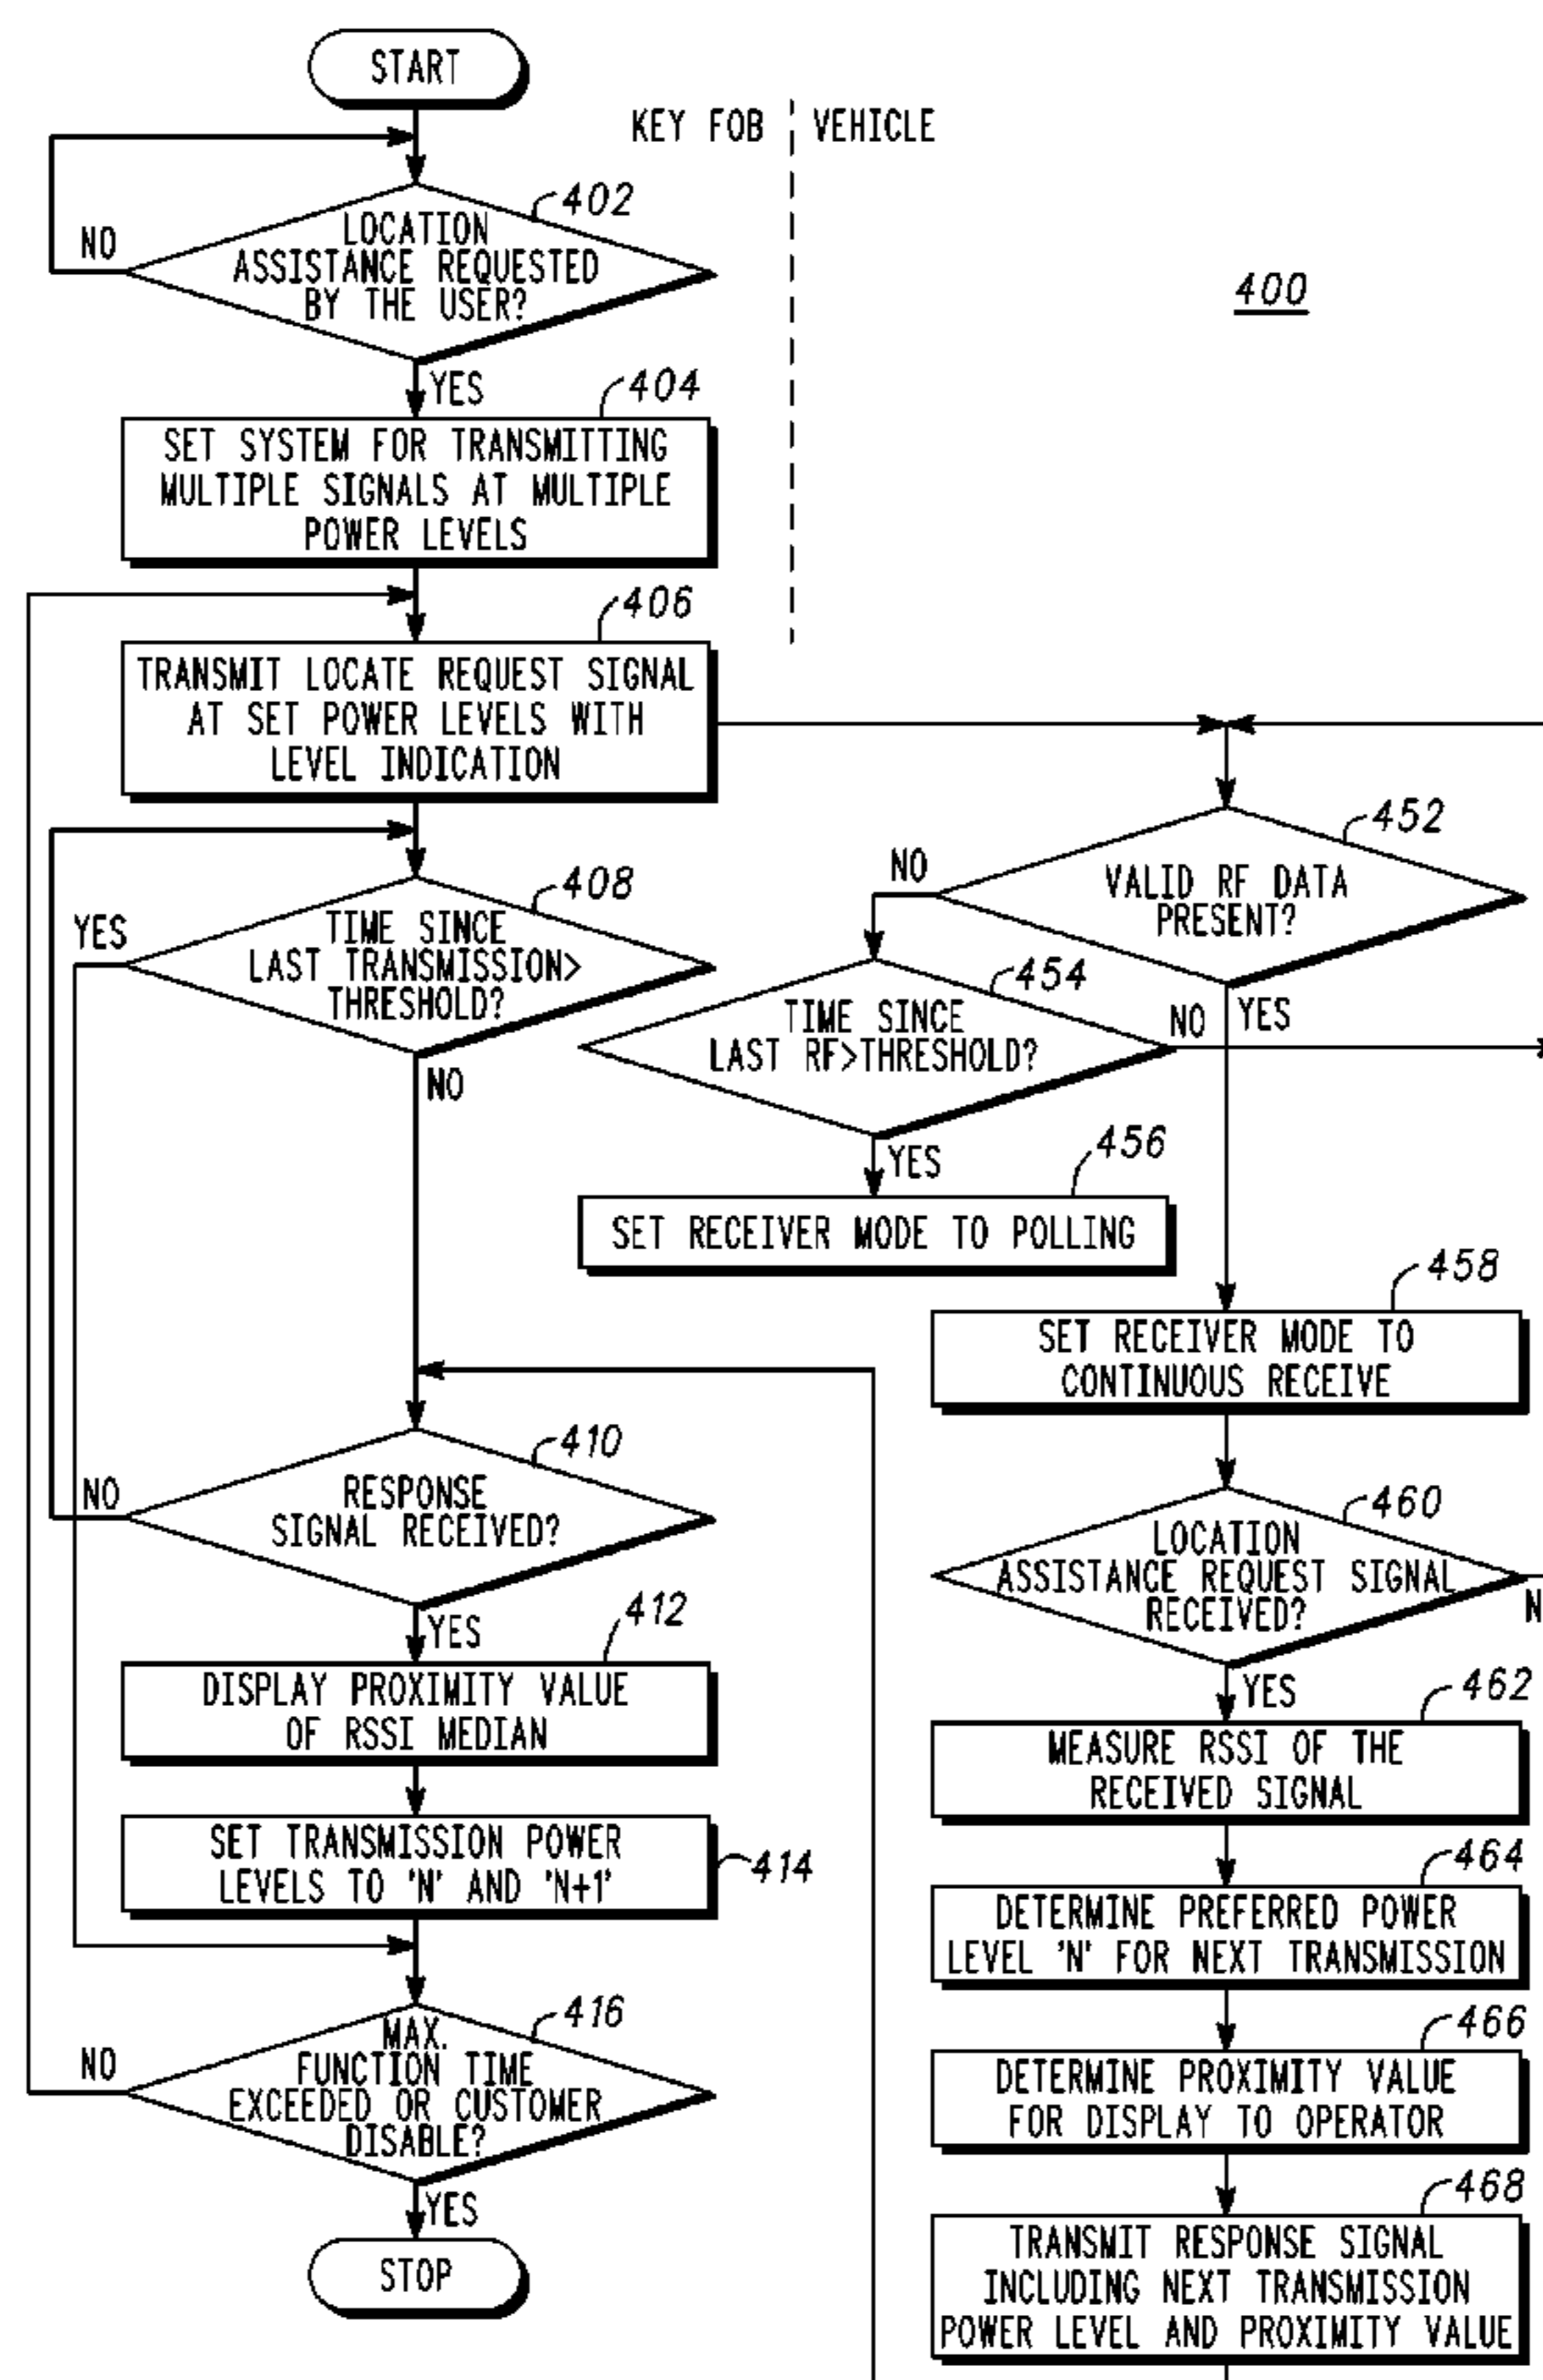 START
KEY FOB
VEHICLE
400
402
LOCATION
ASSISTANCE REQUESTED
BY THE USER?
NO
YES
404
SET SYSTEM FOR TRANSMITTING
MULTIPLE SIGNALS AT MULTIPLE
POWER LEVELS
406
TRANSMIT LOCATE REQUEST SIGNAL
AT SET POWER LEVELS WITH
LEVEL INDICATION
408
TIME SINCE
LAST TRANSMISSION>
THRESHOLD?
YES
NO
410
RESPONSE
SIGNAL RECEIVED?
NO
YES
412
DISPLAY PROXIMITY VALUE
OF RSSI MEDIAN
SET TRANSMISSION POWER
LEVELS TO 'N' AND 'N+1'
414
416
MAX.
FUNCTION TIME
EXCEEDED OR CUSTOMER
DISABLE?
NO
YES
STOP
452
VALID RF DATA
PRESENT?
NO
YES
454
TIME SINCE
LAST RF>THRESHOLD?
NO
YES
456
SET RECEIVER MODE TO POLLING
458
SET RECEIVER MODE TO
CONTINUOUS RECEIVE
460
LOCATION
ASSISTANCE REQUEST SIGNAL
RECEIVED?
YES
462
MEASURE RSSI OF THE
RECEIVED SIGNAL
464
DETERMINE PREFERRED POWER
LEVEL 'N' FOR NEXT TRANSMISSION
466
DETERMINE PROXIMITY VALUE
FOR DISPLAY TO OPERATOR
468
TRANSMIT RESPONSE SIGNAL
INCLUDING NEXT TRANSMISSION
POWER LEVEL AND PROXIMITY VALUE